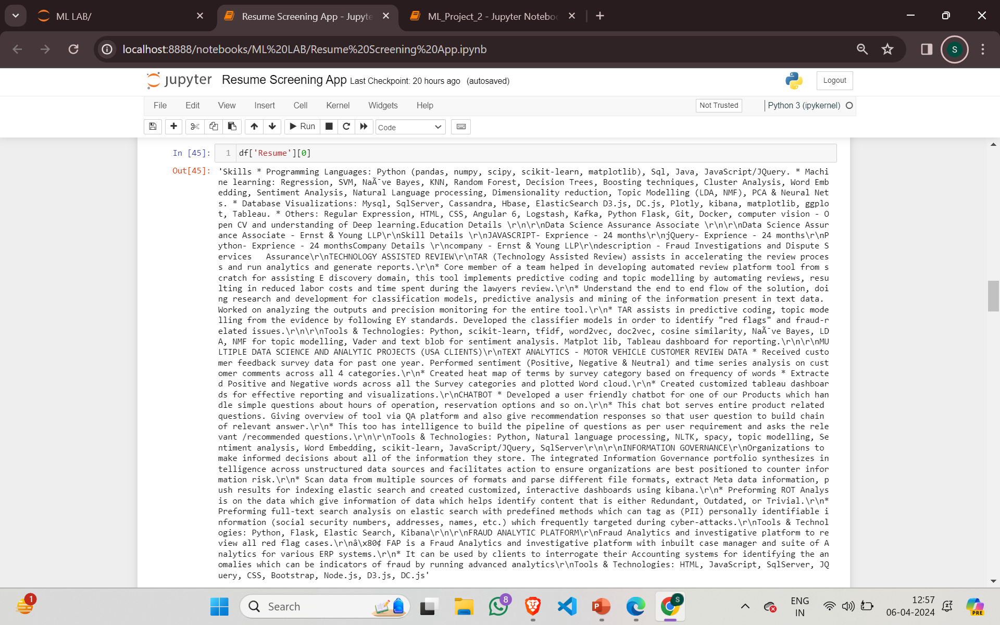 ML LAB/
Resume Screening App - Jupyte
ML_Project_2 - Jupyter Noteboo
localhost:8888/notebooks/ML%20LAB/Resume%20Screening%20App.ipynb
S
jupyter Resume Screening App Last Checkpoint: 20 hours ago (autosaved)
Logout
File Edit View Insert Cell Kernel Widgets Help
Not Trusted
Python 3 (ipykernel)
Run
Code
In [45]: 1 df['Resume'][0]
Out[45]: 'Skills * Programming Languages: Python (pandas, numpy, scipy, scikit-learn, matplotlib), Sql, Java, JavaScript/JQuery. * Machi
ne learning: Regression, SVM, NaÃ¯ve Bayes, KNN, Random Forest, Decision Trees, Boosting techniques, Cluster Analysis, Word Emb
edding, Sentiment Analysis, Natural Language processing, Dimensionality reduction, Topic Modelling (LDA, NMF), PCA & Neural Net
s. * Database Visualizations: Mysql, SqlServer, Cassandra, Hbase, ElasticSearch D3.js, DC.js, Plotly, kibana, matplotlib, ggplo
t, Tableau. * Others: Regular Expression, HTML, CSS, Angular 6, Logstash, Kafka, Python Flask, Git, Docker, computer vision - O
pen CV and understanding of Deep learning.Education Details \r\n\r\nData Science Assurance Associate \r\n\r\nData Science Assur
ance Associate - Ernst & Young LLP\r\nSkill Details \r\nJAVASCRIPT- Exprience - 24 months\r\njQuery- Exprience - 24 months\r\nP
ython- Exprience - 24 monthsCompany Details \r\ncompany - Ernst & Young LLP\r\ndescription - Fraud Investigations and Dispute S
ervices   Assurance\r\nTECHNOLOGY ASSISTED REVIEW\r\nTAR (Technology Assisted Review) assists in accelerating the review proces
s and run analytics and generate reports.\r\n* Core member of a team helped in developing automated review platform tool from s
cratch for assisting E discovery domain, this tool implements predictive coding and topic modelling by automating reviews, resu
lting in reduced labor costs and time spent during the lawyers review.\r\n* Understand the end to end flow of the solution, doi
ng research and development for classification models, predictive analysis and mining of the information present in text data.
Worked on analyzing the outputs and precision monitoring for the entire tool.\r\n* TAR assists in predictive coding, topic mode
lling from the evidence by following EY standards. Developed the classifier models in order to identify "red flags" and fraud-r
elated issues.\r\n\r\nTools & Technologies: Python, scikit-learn, tfidf, word2vec, doc2vec, cosine similarity, NaÃ¯ve Bayes, LD
A, NMF for topic modelling, Vader and text blob for sentiment analysis. Matplot lib, Tableau dashboard for reporting.\r\n\r\nMU
LTIPLE DATA SCIENCE AND ANALYTIC PROJECTS (USA CLIENTS)\r\nTEXT ANALYTICS - MOTOR VEHICLE CUSTOMER REVIEW DATA * Received custo
mer feedback survey data for past one year. Performed sentiment (Positive, Negative & Neutral) and time series analysis on cust
omer comments across all 4 categories.\r\n* Created heat map of terms by survey category based on frequency of words * Extracte
d Positive and Negative words across all the Survey categories and plotted Word cloud.\r\n* Created customized tableau dashboar
ds for effective reporting and visualizations.\r\nCHATBOT * Developed a user friendly chatbot for one of our Products which han
dle simple questions about hours of operation, reservation options and so on.\r\n* This chat bot serves entire product related
questions. Giving overview of tool via QA platform and also give recommendation responses so that user question to build chain
of relevant answer.\r\n* This too has intelligence to build the pipeline of questions as per user requirement and asks the rele
vant /recommended questions.\r\n\r\nTools & Technologies: Python, Natural language processing, NLTK, spacy, topic modelling, Se
ntiment analysis, Word Embedding, scikit-learn, JavaScript/JQuery, SqlServer\r\n\r\nINFORMATION GOVERNANCE\r\nOrganizations to
make informed decisions about all of the information they store. The integrated Information Governance portfolio synthesizes in
telligence across unstructured data sources and facilitates action to ensure organizations are best positioned to counter infor
mation risk.\r\n* Scan data from multiple sources of formats and parse different file formats, extract Meta data information, p
ush results for indexing elastic search and created customized, interactive dashboards using kibana.\r\n* Preforming ROT Analys
is on the data which give information of data which helps identify content that is either Redundant, Outdated, or Trivial.\r\n*
Preforming full-text search analysis on elastic search with predefined methods which can tag as (PII) personally identifiable i
nformation (social security numbers, addresses, names, etc.) which frequently targeted during cyber-attacks.\r\nTools & Technol
ogies: Python, Flask, Elastic Search, Kibana\r\n\r\nFRAUD ANALYTIC PLATFORM\r\nFraud Analytics and investigative platform to re
view all red flag cases.\r\nâ\x80¢ FAP is a Fraud Analytics and investigative platform with inbuilt case manager and suite of A
nalytics for various ERP systems.\r\n* It can be used by clients to interrogate their Accounting systems for identifying the an
omalies which can be indicators of fraud by running advanced analytics\r\nTools & Technologies: HTML, JavaScript, SqlServer, JQ
uery, CSS, Bootstrap, Node.js, D3.js, DC.js'
1
Search
8
P
S
ENG
IN
12:57
06-04-2024
PRE